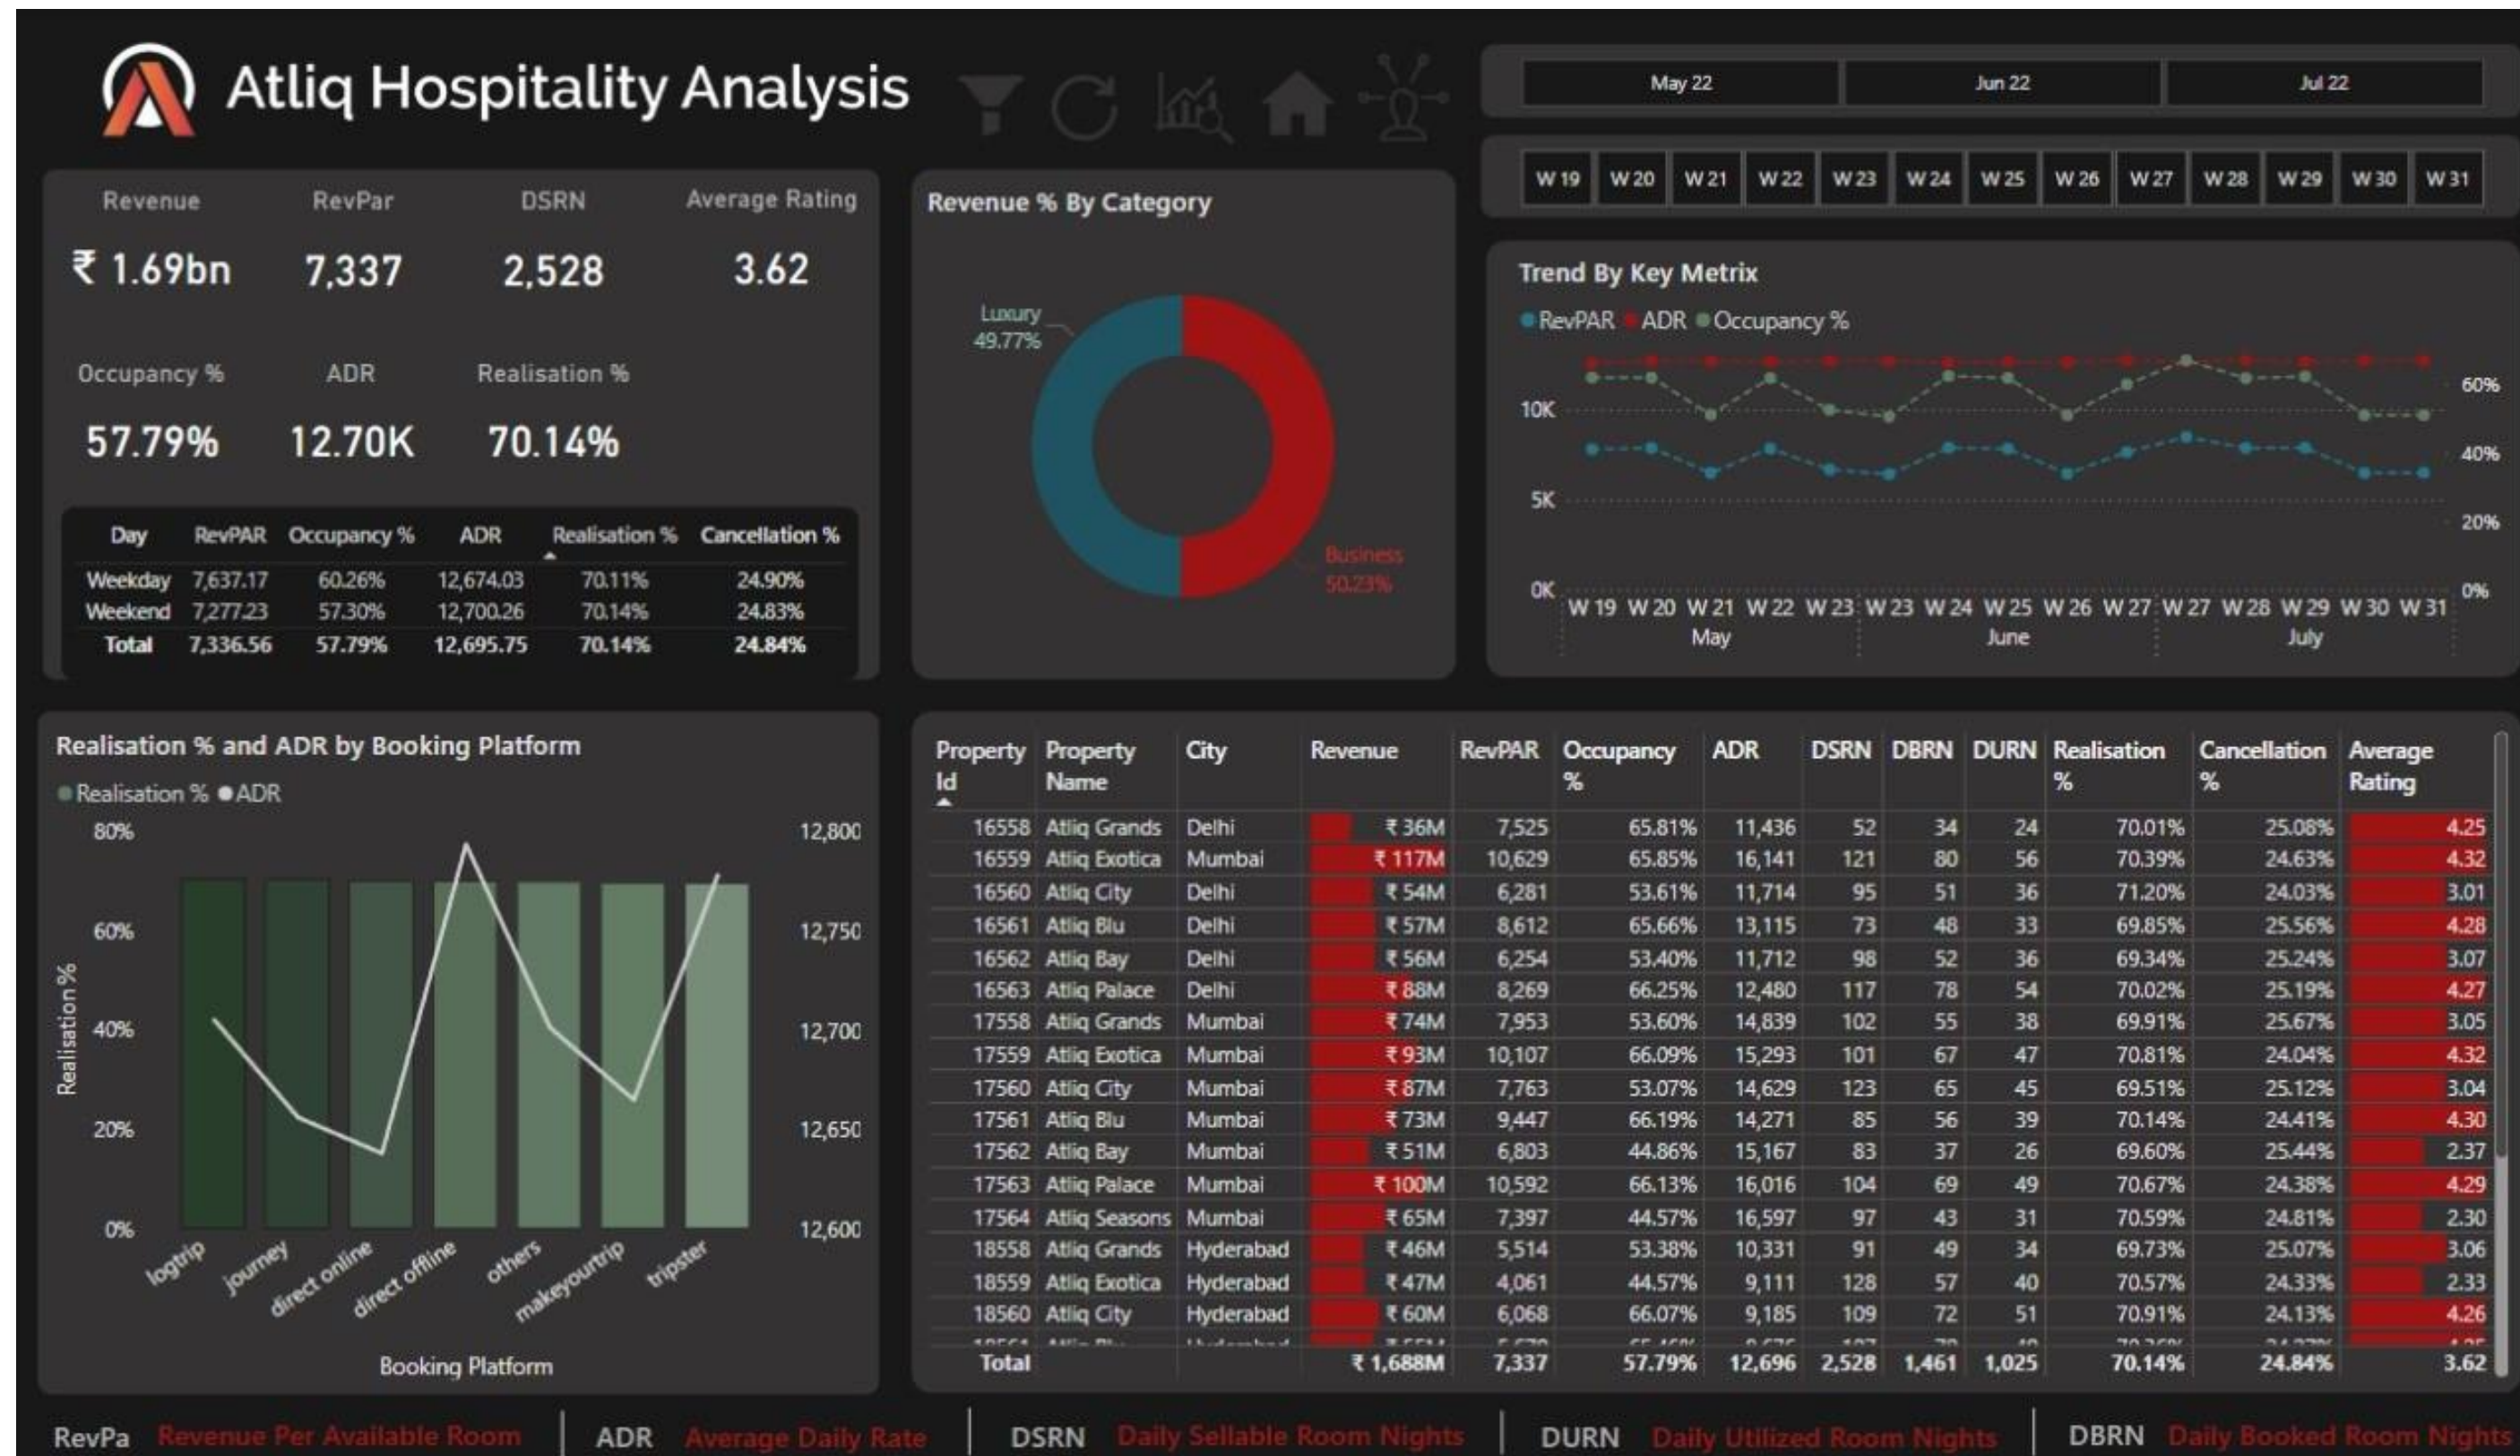 Atliq Hospitality Analysis
May 22 Jun 22 Jul 22
W 19 W 20 W 21 W 22 W 23 W 24 W 25 W 26 W 27 W 28 W 29 W 30 W 31
Revenue RevPar DSRN Average Rating
₹ 1.69bn 7,337 2,528 3.62
Occupancy % ADR Realisation %
57.79% 12.70K 70.14%
Day RevPAR Occupancy % ADR Realisation % Cancellation %
Weekday 7,637.17 60.26% 12,674.03 70.11% 24.90%
Weekend 7,277.23 57.30% 12,700.26 70.14% 24.83%
Total 7,336.56 57.79% 12,695.75 70.14% 24.84%
Revenue % By Category
Luxury
49.77%
Business
50.23%
Trend By Key Metrix
RevPAR ADR Occupancy %
10K
5K
0K
60%
40%
20%
0%
W 19 W 20 W 21 W 22 W 23 W 23 W 24 W 25 W 26 W 27 W 27 W 28 W 29 W 30 W 31
May June July
Realisation % and ADR by Booking Platform
Realisation % ADR
80% 12,800
60% 12,750
40% 12,700
20% 12,650
0% 12,600
Realisation %
logtrip journey direct online direct offline others makeyourtrip tripster
Booking Platform
Property Id Property Name City Revenue RevPAR Occupancy % ADR DSRN DBRN DURN Realisation % Cancellation % Average Rating
16558 Atliq Grands Delhi ₹ 36M 7,525 65.81% 11,436 52 34 24 70.01% 25.08% 4.25
16559 Atliq Exotica Mumbai ₹ 117M 10,629 65.85% 16,141 121 80 56 70.39% 24.63% 4.32
16560 Atliq City Delhi ₹ 54M 6,281 53.61% 11,714 95 51 36 71.20% 24.03% 3.01
16561 Atliq Blu Delhi ₹ 57M 8,612 65.66% 13,115 73 48 33 69.85% 25.56% 4.28
16562 Atliq Bay Delhi ₹ 56M 6,254 53.40% 11,712 98 52 36 69.34% 25.24% 3.07
16563 Atliq Palace Delhi ₹ 88M 8,269 66.25% 12,480 117 78 54 70.02% 25.19% 4.27
17558 Atliq Grands Mumbai ₹ 74M 7,953 53.60% 14,839 102 55 38 69.91% 25.67% 3.05
17559 Atliq Exotica Mumbai ₹ 93M 10,107 66.09% 15,293 101 67 47 70.81% 24.04% 4.32
17560 Atliq City Mumbai ₹ 87M 7,763 53.07% 14,629 123 65 45 69.51% 25.12% 3.04
17561 Atliq Blu Mumbai ₹ 73M 9,447 66.19% 14,271 85 56 39 70.14% 24.41% 4.30
17562 Atliq Bay Mumbai ₹ 51M 6,803 44.86% 15,167 83 37 26 69.60% 25.44% 2.37
17563 Atliq Palace Mumbai ₹ 100M 10,592 66.13% 16,016 104 69 49 70.67% 24.38% 4.29
17564 Atliq Seasons Mumbai ₹ 65M 7,397 44.57% 16,597 97 43 31 70.59% 24.81% 2.30
18558 Atliq Grands Hyderabad ₹ 46M 5,514 53.38% 10,331 91 49 34 69.73% 25.07% 3.06
18559 Atliq Exotica Hyderabad ₹ 47M 4,061 44.57% 9,111 128 57 40 70.57% 24.33% 2.33
18560 Atliq City Hyderabad ₹ 60M 6,068 66.07% 9,185 109 72 51 70.91% 24.13% 4.26
Total ₹ 1,688M 7,337 57.79% 12,696 2,528 1,461 1,025 70.14% 24.84% 3.62
RevPa Revenue Per Available Room ADR Average Daily Rate DSRN Daily Sellable Room Nights DURN Daily Utilized Room Nights DBRN Daily Booked Room Nights